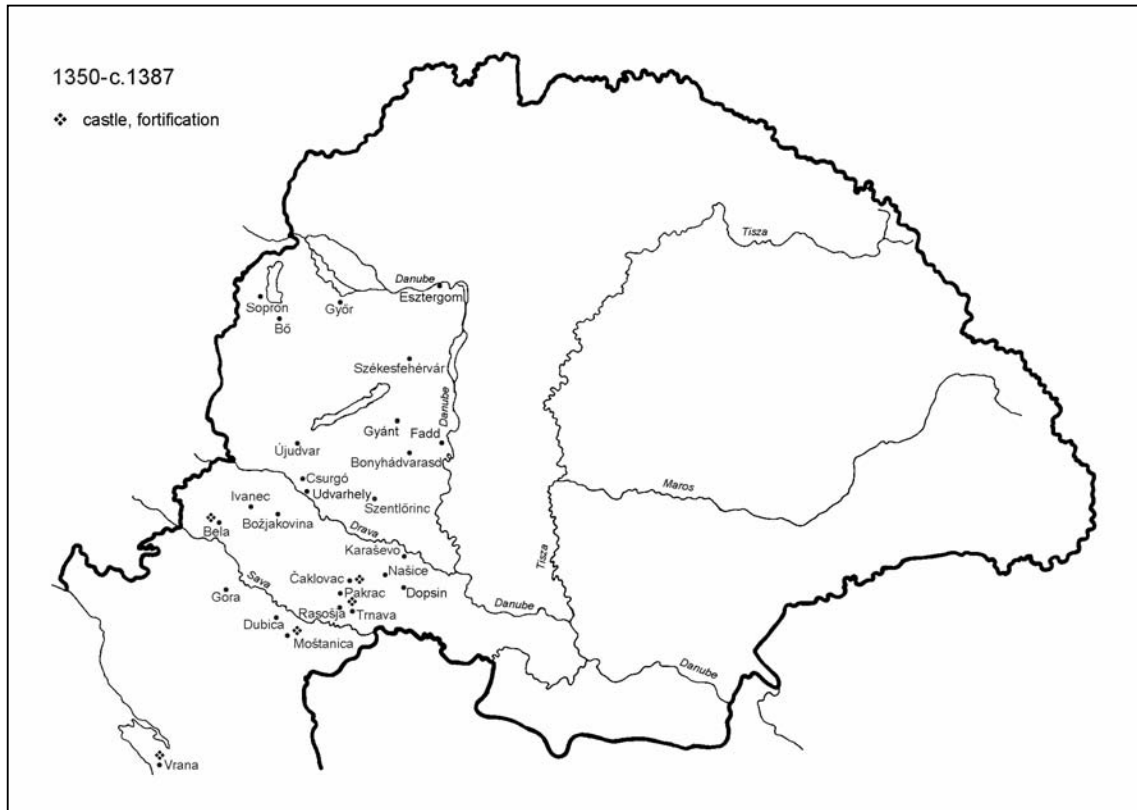 1350-c.1387
castle, fortification
Tisza
Danube
Esztergom
Sopron
Győr
Bő
Székesfehérvár
Danube
Gyánt
Fadd
Újudvar
Bonyhádvarasd
Csurgó
Udvarhely
Szentlőrinc
Maros
Ivanec
Božjakovina
Bela
Drava
Karaševo
Tisza
Sava
Čaklovac
Našice
Pakrac
Dopsin
Gora
Rasošja
Trnava
Danube
Dubica
Moštanica
Danube
Vrana